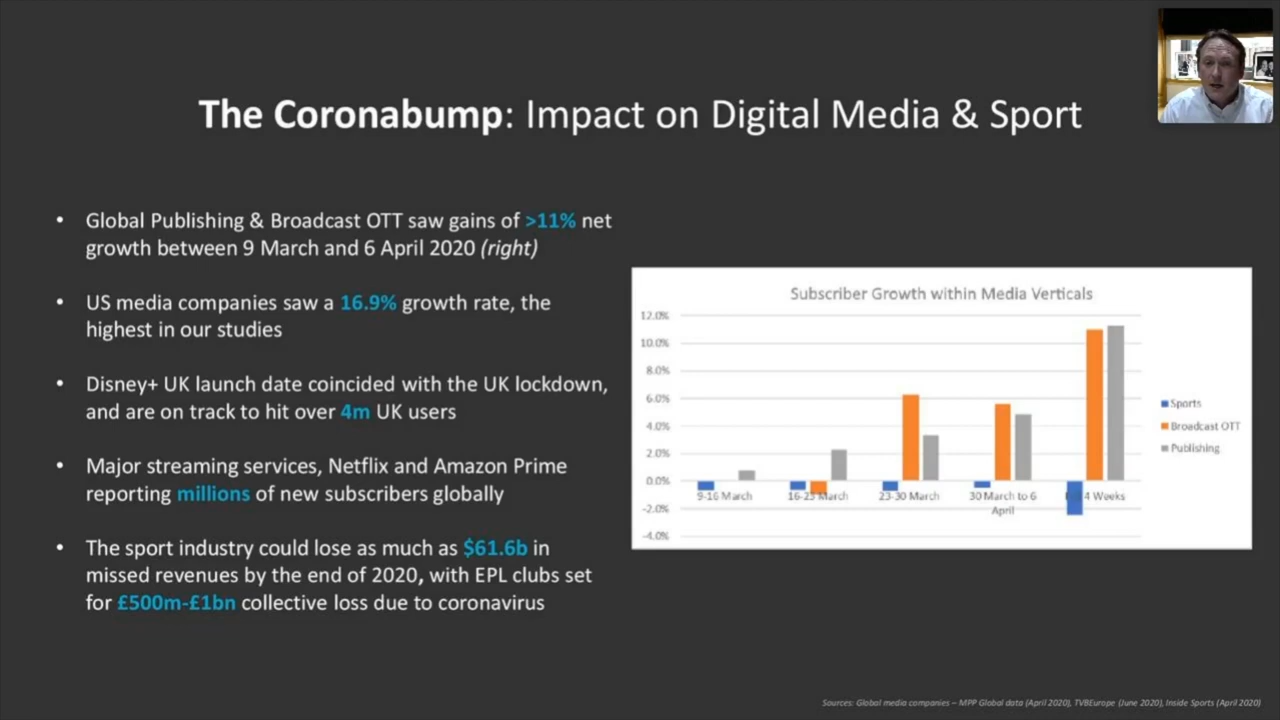 The Coronabump: Impact on Digital Media & Sport
• Global Publishing & Broadcast OTT saw gains of >11% net
growth between 9 March and 6 April 2020 (right)
• US media companies saw a 16.9% growth rate, the
highest in our studies
• Disney+ UK launch date coincided with the UK lockdown,
and are on track to hit over 4m UK users
• Major streaming services, Netflix and Amazon Prime
reporting millions of new subscribers globally
• The sport industry could lose as much as $61.6b in
missed revenues by the end of 2020, with EPL clubs set
for £500m-£1bn collective loss due to coronavirus
Subscriber Growth within Media Verticals
12.0%
10.0%
8.0%
6.0%
4.0%
2.0%
0.0%
-2.0%
-4.0%
9-16 March
16-23 March
23-30 March
30 March to 6
April
4 Weeks
Sports
Broadcast OTT
Publishing
Sources: Global media companies – MPP Global data (April 2020), TVBEurope (June 2020), Inside Sports (April 2020)